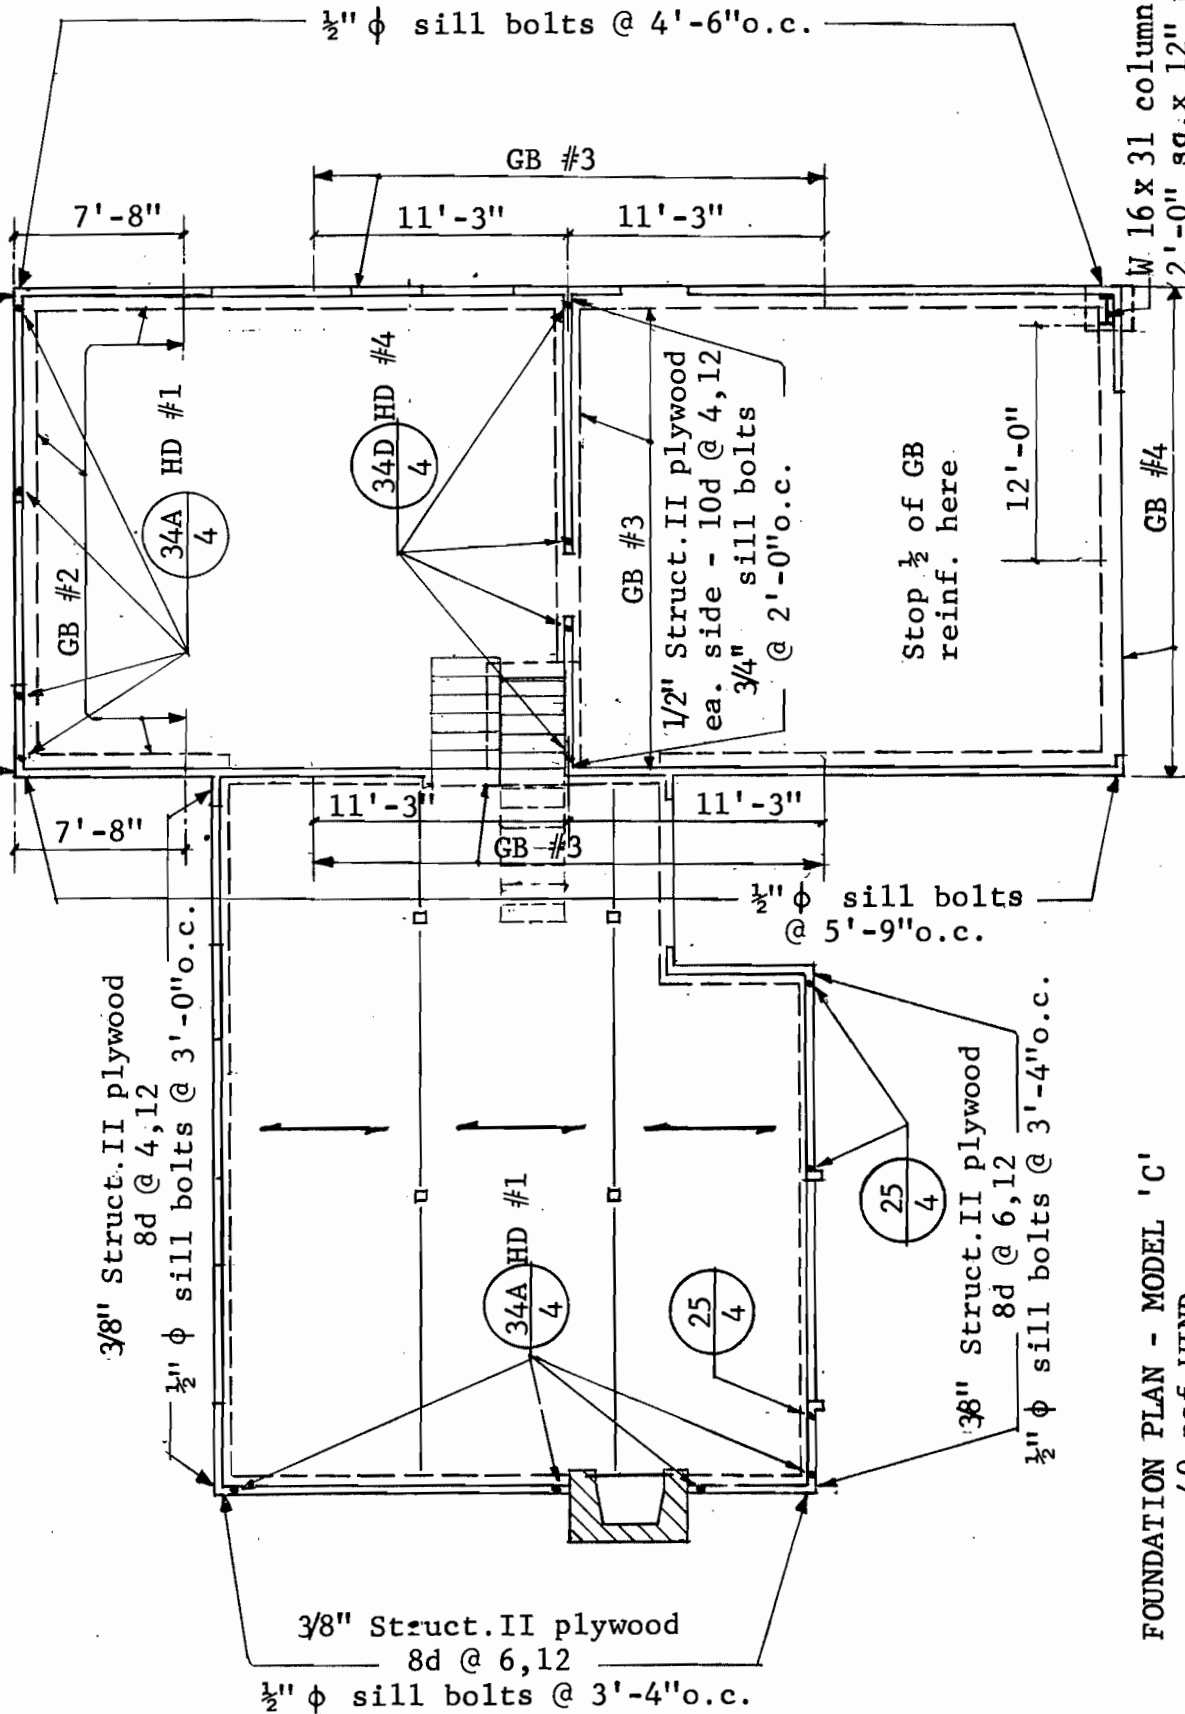 ½" ϕ sill bolts @ 4'-6"o.c.
W 16 x 31 column
2'-0" sq. x 12"
GB #3
7'-8"
11'-3"
11'-3"
HD #1
34A
4
GB #2
HD #4
34D
4
GB #3
1/2" Struct.II plywood
ea. side - 10d @ 4,12
3/4" sill bolts
@ 2'-0"o.c.
Stop ½ of GB
reinf. here
12'-0"
GB #4
7'-8"
11'-3"
11'-3"
GB #3
½" ϕ sill bolts
@ 5'-9"o.c.
3/8" Struct.II plywood
8d @ 4,12
½" ϕ sill bolts @ 3'-0"o.c.
HD #1
34A
4
25
4
25
4
3/8" Struct.II plywood
8d @ 6,12
½" ϕ sill bolts @ 3'-4"o.c.
3/8" Struct.II plywood
8d @ 6,12
½" ϕ sill bolts @ 3'-4"o.c.
FOUNDATION PLAN - MODEL 'C'
psf WIND